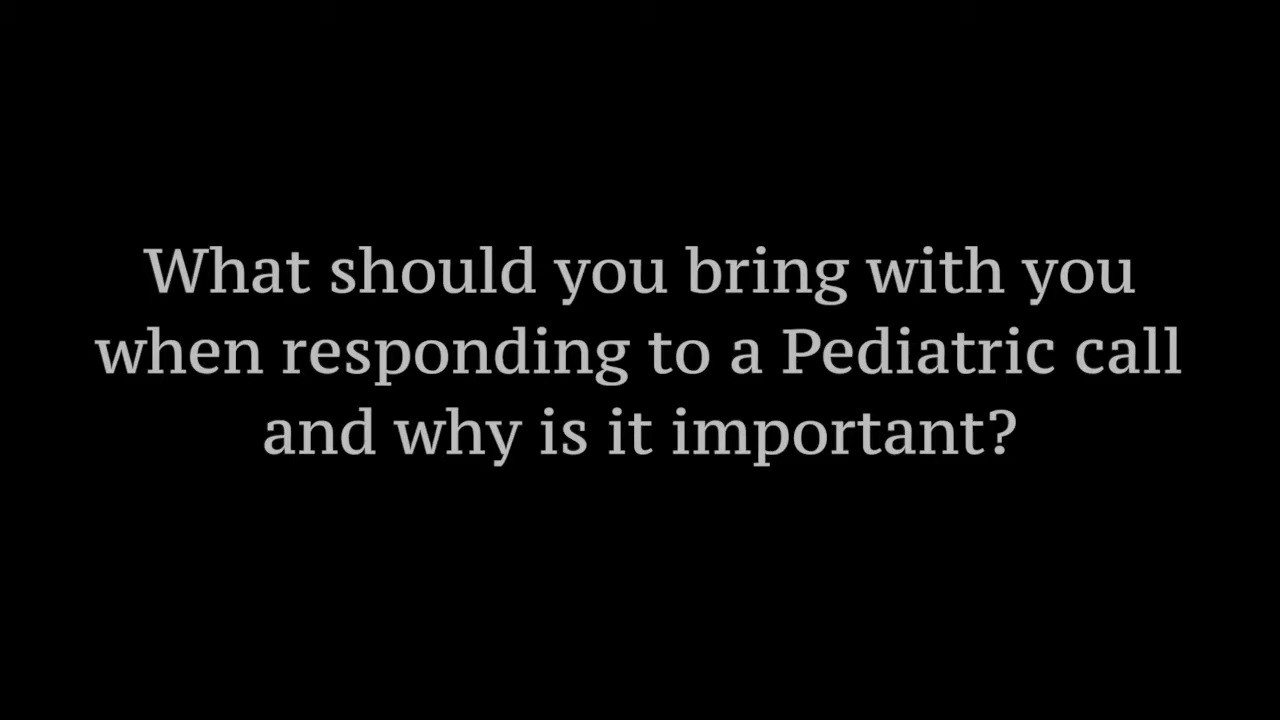 What should you bring with you
when responding to a Pediatric call
and why is it important?